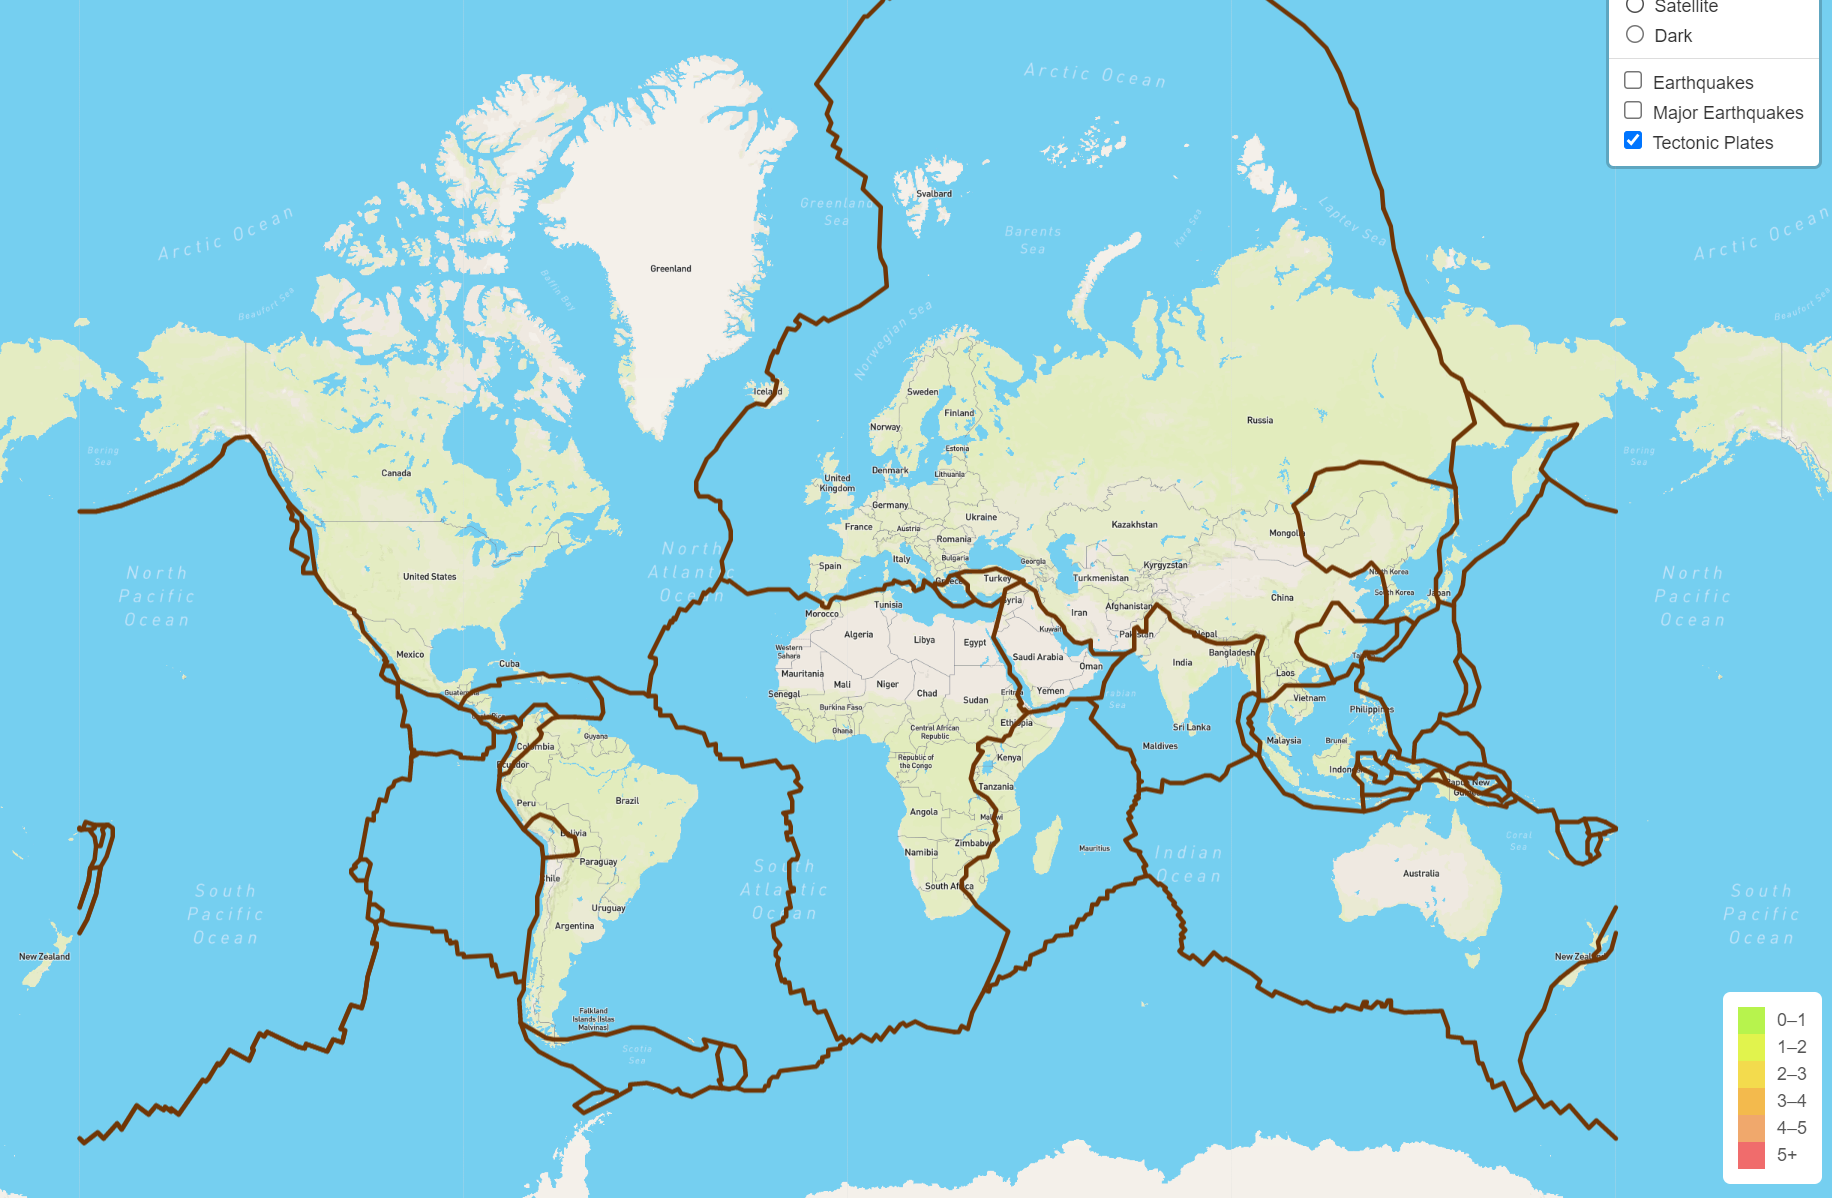 Satellite
Dark
Earthquakes
Major Earthquakes
Tectonic Plates
Arctic Ocean
Arctic Ocean
Arctic Ocean
Greenland
Sea
Svalbard
Barents
Sea
Kara Sea
Laptev Sea
Beaufort Sea
Baffin Bay
Greenland
Norwegian Sea
Beaufort Sea
Iceland
Sweden
Finland
Norway
Russia
Estonia
Bering
Sea
Bering
Sea
Canada
Denmark
Lithuania
United
Kingdom
Germany
Ukraine
Kazakhstan
France
Austria
Romania
Mongolia
North
Atlantic
Ocean
Italy
Bulgaria
Georgia
Spain
Kyrgyzstan
North Korea
United States
Greece
Turkey
Turkmenistan
North
Pacific
Ocean
North
Pacific
Ocean
South Korea
Japan
China
Tunisia
Syria
Morocco
Iran
Afghanistan
Algeria
Libya
Egypt
Kuwait
Pakistan
Nepal
Western
Sahara
Mexico
Cuba
Saudi Arabia
Oman
India
Bangladesh
Mauritania
Mali
Niger
Chad
Sudan
Yemen
Laos
Guatemala
Senegal
Arabian
Sea
Vietnam
Burkina Faso
Philippines
Ethiopia
Ghana
Central African
Republic
Sri Lanka
Guyana
Colombia
Maldives
Malaysia
Brunei
Ecuador
Republic of
the Congo
Kenya
Tanzania
Papua New
Peru
Brazil
Angola
Malawi
Bolivia
Zimbabwe
Mauritius
Coral
Sea
Namibia
Indian
Ocean
Paraguay
Chile
South
Atlantic
Ocean
South Africa
Australia
South
Pacific
Ocean
South
Pacific
Ocean
Uruguay
Argentina
New Zealand
New Zealand
Falkland
Islands (Islas
Malvinas)
Scotia
Sea
0–1
1–2
2–3
3–4
4–5
5+